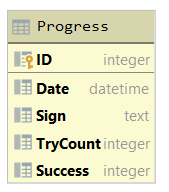 Progress
ID integer
Date datetime
Sign text
TryCount integer
Success integer